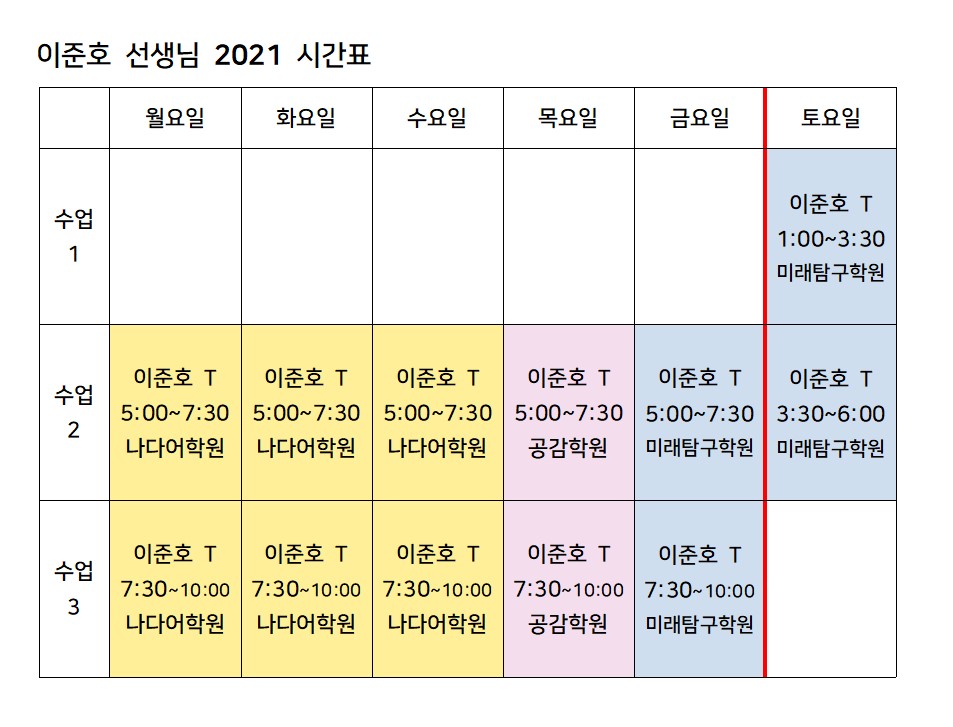 이준호 선생님 2021 시간표
월요일 화요일 수요일 목요일 금요일 토요일
수업
1
이준호 T
1:00~3:30
미래탐구학원
수업
2
이준호 T
5:00~7:30
나다어학원
이준호 T
5:00~7:30
나다어학원
이준호 T
5:00~7:30
나다어학원
이준호 T
5:00~7:30
공감학원
이준호 T
5:00~7:30
미래탐구학원
이준호 T
3:30~6:00
미래탐구학원
수업
3
이준호 T
7:30~10:00
나다어학원
이준호 T
7:30~10:00
나다어학원
이준호 T
7:30~10:00
나다어학원
이준호 T
7:30~10:00
공감학원
이준호 T
7:30~10:00
미래탐구학원